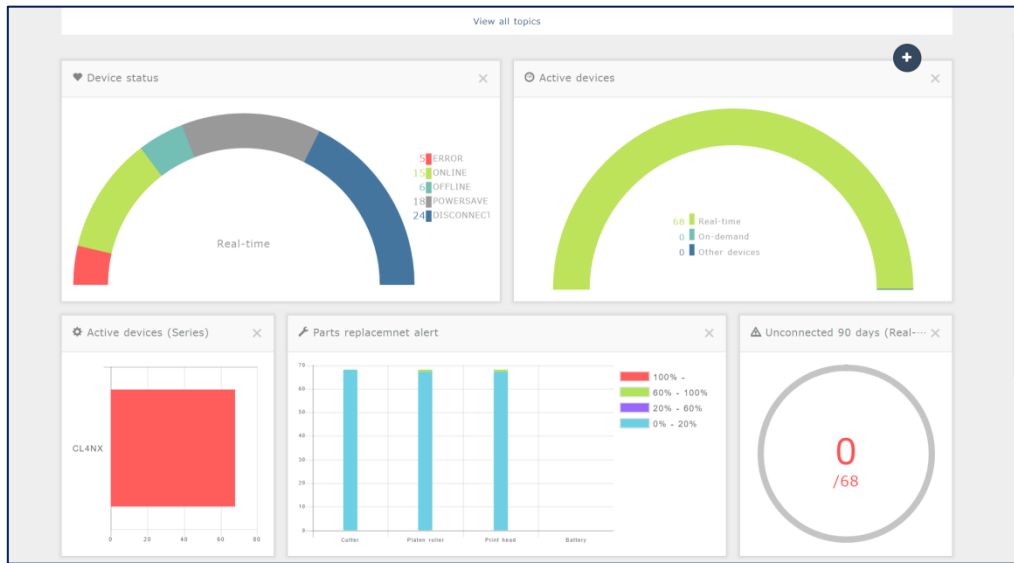 View all topics
Device status
5 ERROR
15 ONLINE
6 OFFLINE
18 POWERSAVE
24 DISCONNECT
Real-time
Active devices
68 Real-time
0 On-demand
0 Other devices
Active devices (Series)
CL4NX
0 20 40 60 80
Parts replacemnet alert
70
60
50
40
30
20
10
0
Cutter Platen roller Print head Battery
100% -
60% - 100%
20% - 60%
0% - 20%
Unconnected 90 days (Real-···
0
/68